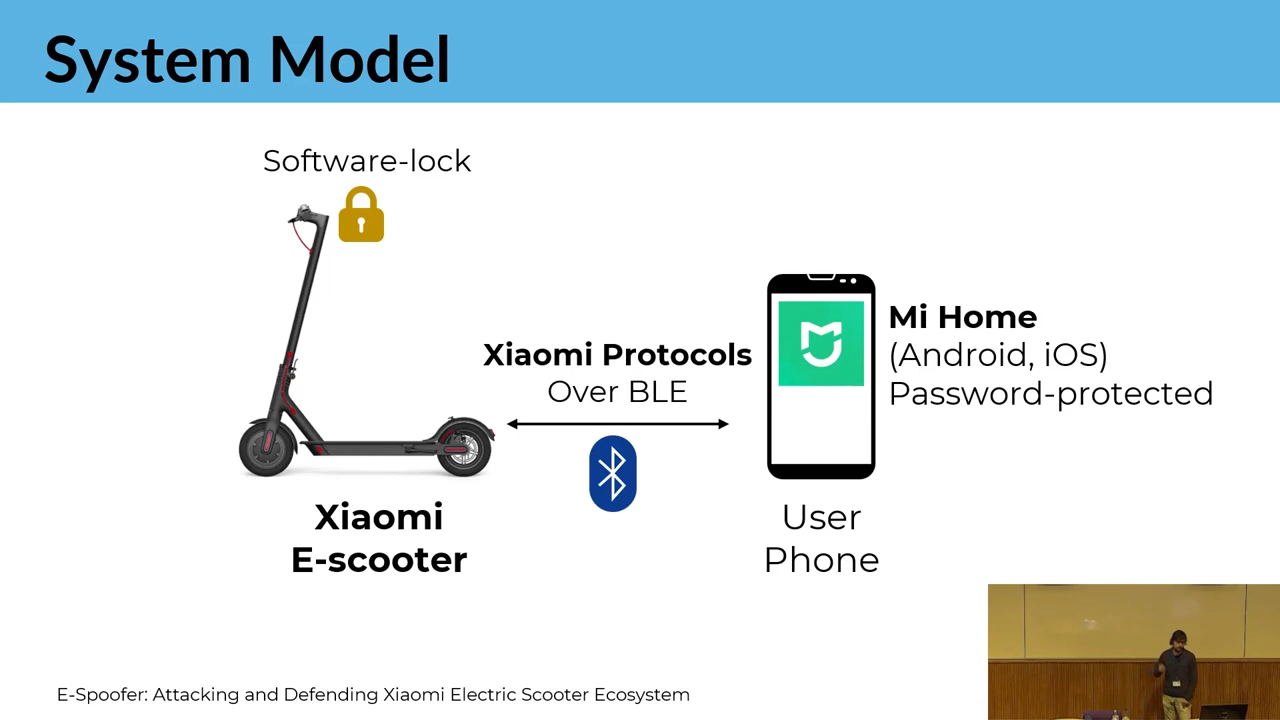 System Model
Software-lock
Xiaomi Protocols
Over BLE
Mi Home
(Android, iOS)
Password-protected
Xiaomi
E-scooter
User
Phone
E-Spoofer: Attacking and Defending Xiaomi Electric Scooter Ecosystem